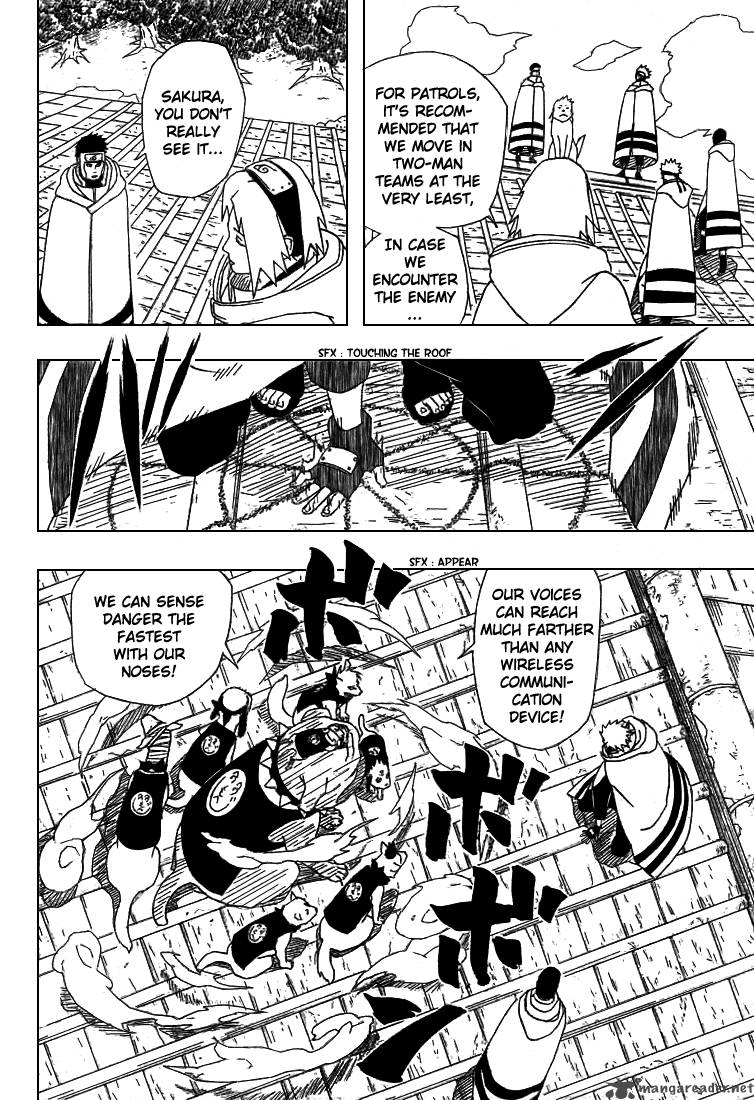 FOR PATROLS,
IT'S RECOM-
MENDED THAT
WE MOVE IN
TWO-MAN
TEAMS AT THE
VERY LEAST,
IN CASE
WE
ENCOUNTER
THE ENEMY
...
SAKURA,
YOU DON'T
REALLY
SEE IT...
SFX : TOUCHING THE ROOF
SFX : APPEAR
OUR VOICES
CAN REACH
MUCH FARTHER
THAN ANY
WIRELESS
COMMUNI-
CATION
DEVICE!
WE CAN SENSE
DANGER THE
FASTEST
WITH OUR
NOSES!
ボ
ボ
ボ
mangareader.net